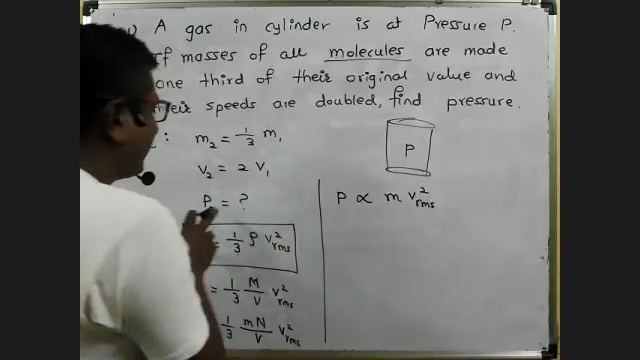 A gas in cylinder is at Pressure P.
If masses of all molecules are made
one third of their original value and
their speeds are doubled, find pressure.
m₂ = 1/3 m₁
P
v₂ = 2 v₁
P = ?
P ∝ m v²rms
= 1/3 ρ v²rms
= 1/3 M/V v²rms
1/3 mN/V v²rms